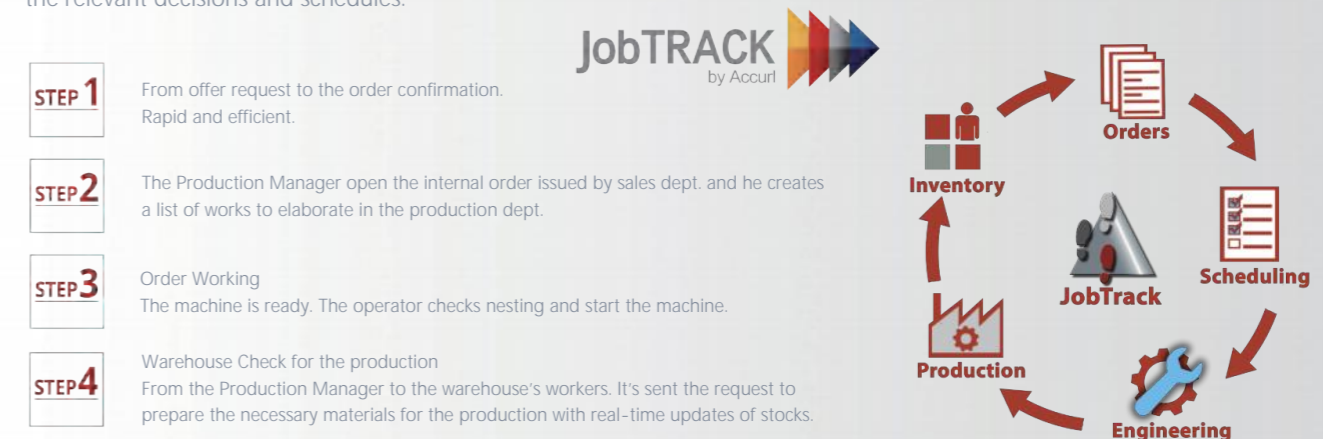 the relevant decisions and schedules.
JobTRACK
by Accurl
STEP 1
From offer request to the order confirmation.
Rapid and efficient.
STEP 2
The Production Manager open the internal order issued by sales dept. and he creates
a list of works to elaborate in the production dept.
STEP 3
Order Working
The machine is ready. The operator checks nesting and start the machine.
STEP 4
Warehouse Check for the production
From the Production Manager to the warehouse's workers. It's sent the request to
prepare the necessary materials for the production with real-time updates of stocks.
Orders
Inventory
Scheduling
JobTrack
Production
Engineering